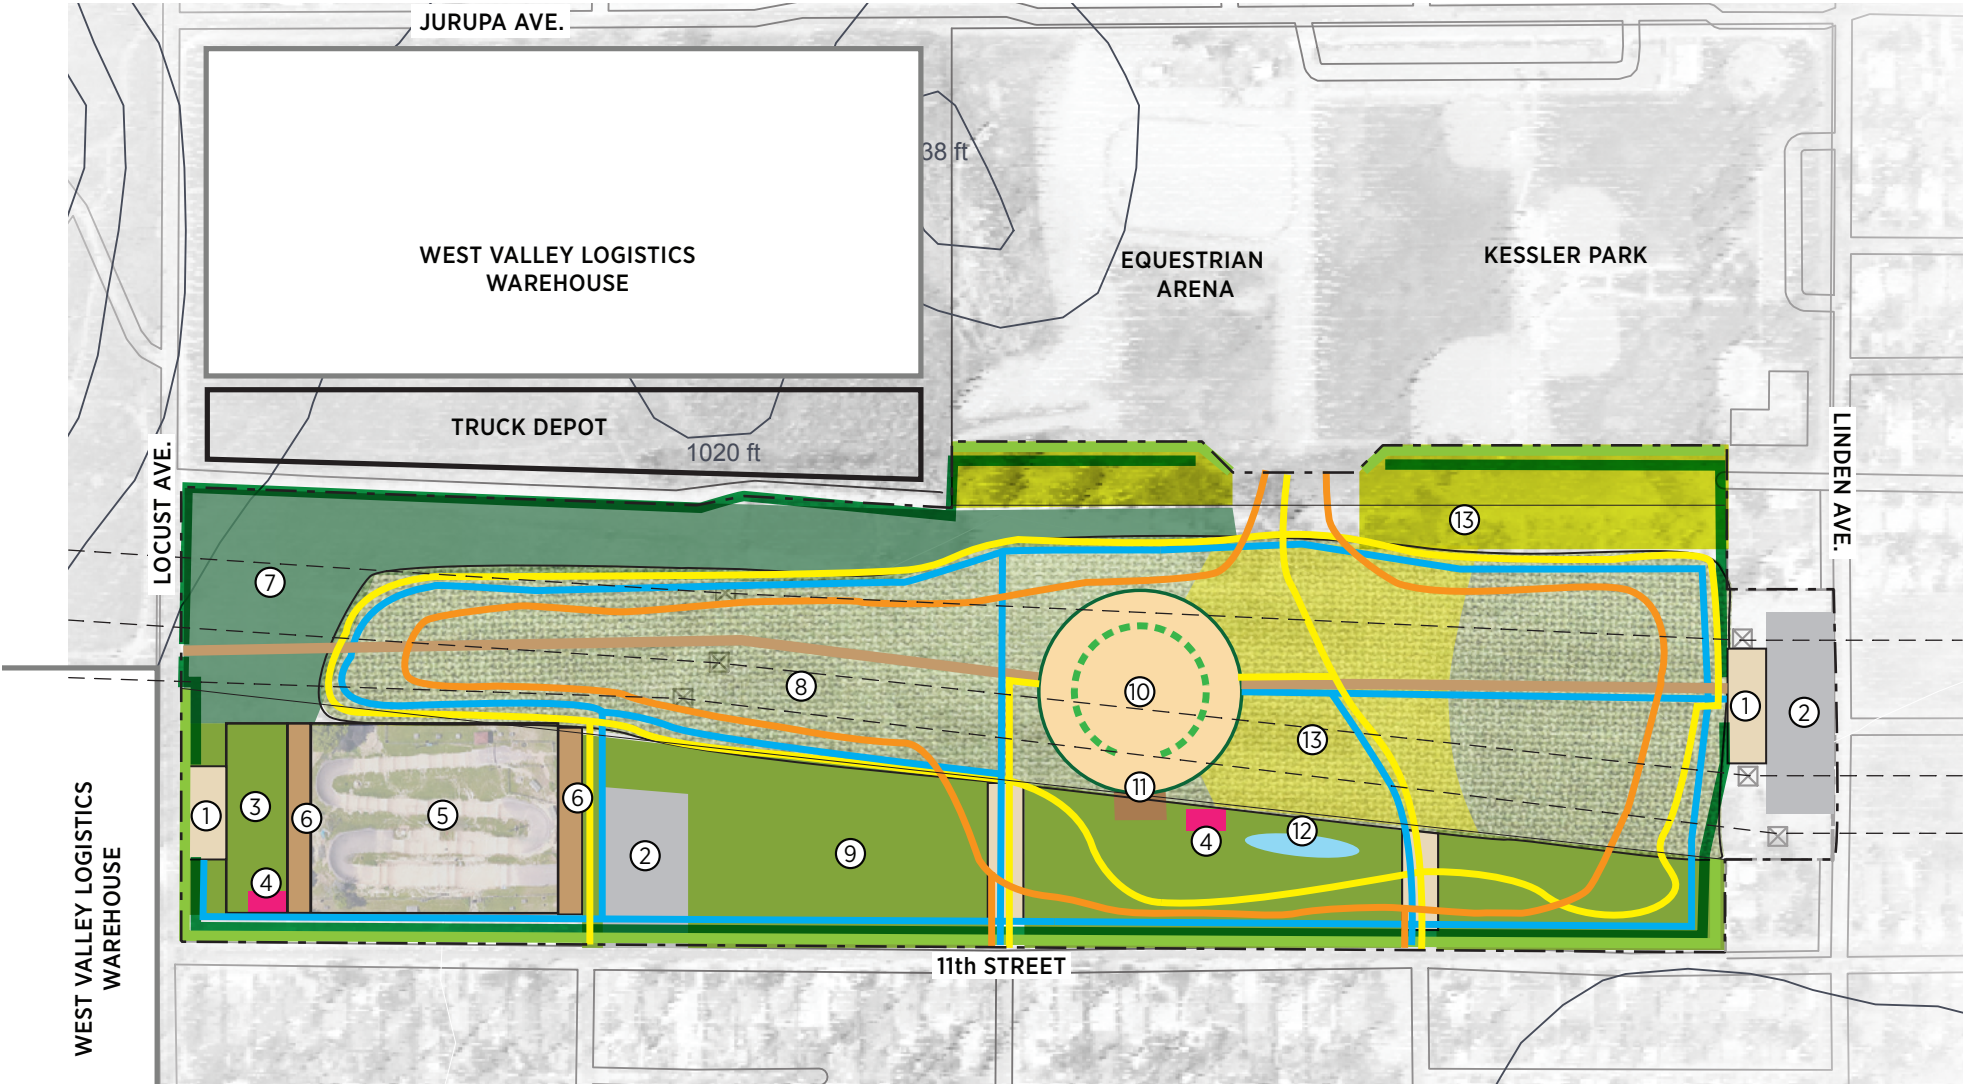 JURUPA AVE.
38 ft
WEST VALLEY LOGISTICS
WAREHOUSE
EQUESTRIAN
ARENA
KESSLER PARK
TRUCK DEPOT
1020 ft
LOCUST AVE.
LINDEN AVE.
13
7
8
10
1
2
13
11
1
3
6
5
6
4
2
9
4
12
WEST VALLEY LOGISTICS
WAREHOUSE
11th STREET